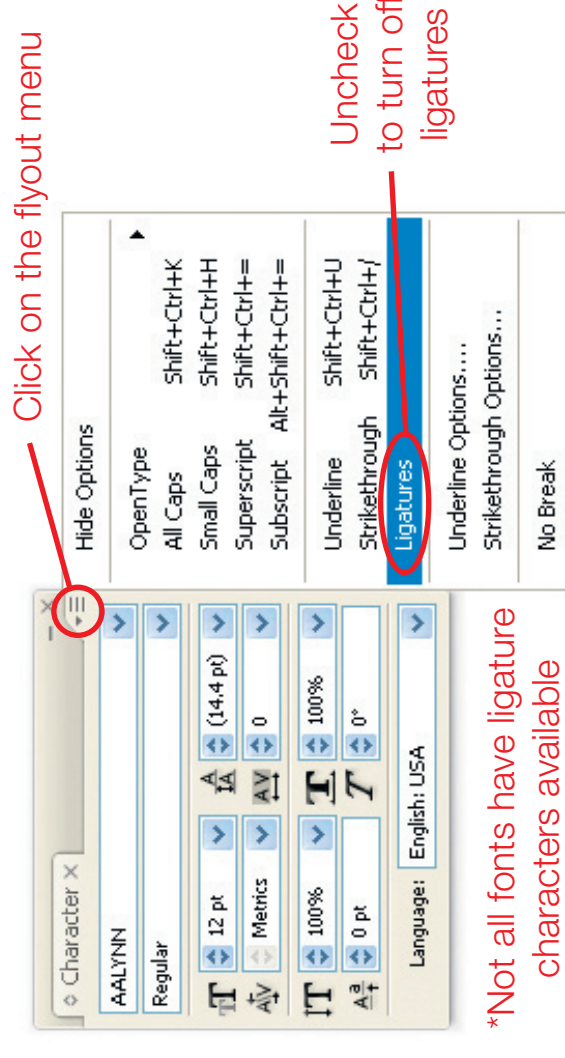 Click on the flyout menu
Character
AALYNN
Regular
12 pt (14.4 pt)
Metrics 0
100% 100%
0 pt 0°
Language: English: USA
Hide Options
OpenType
All Caps Shift+Ctrl+K
Small Caps Shift+Ctrl+H
Superscript Shift+Ctrl+=
Subscript Alt+Shift+Ctrl+=
Underline Shift+Ctrl+U
Strikethrough Shift+Ctrl+/
Ligatures
Underline Options....
Strikethrough Options...
No Break
Uncheck
to turn off
ligatures
*Not all fonts have ligature
characters available